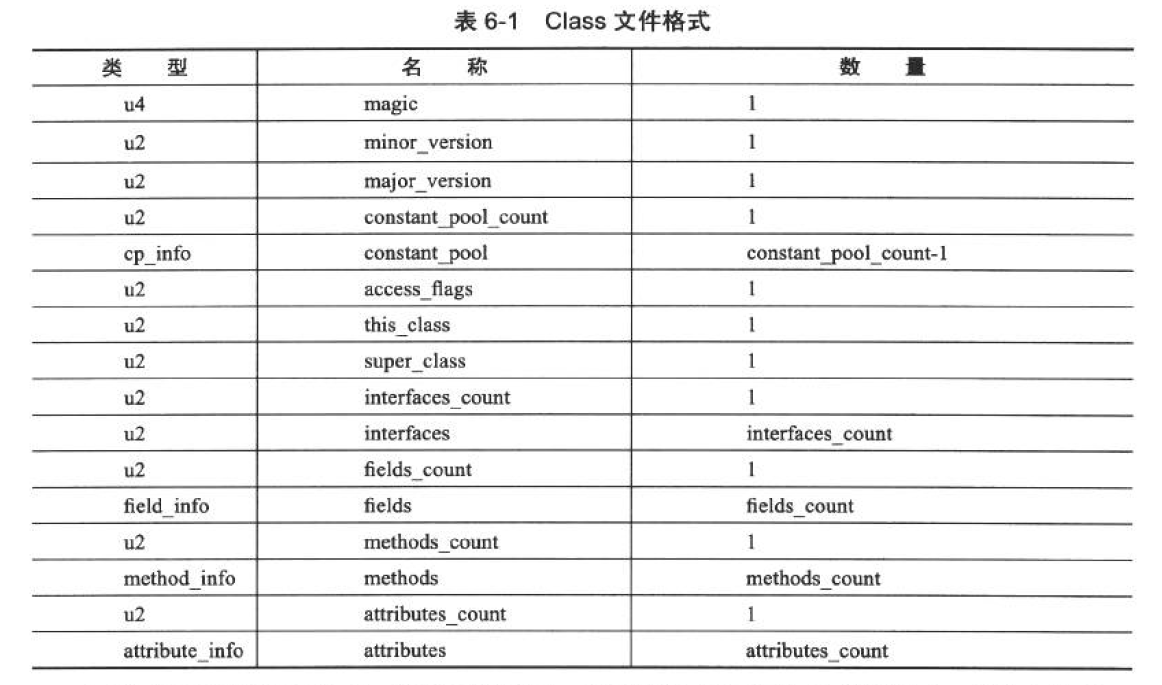 表 6-1 Class 文件格式
类 型 名 称 数 量
u4 magic 1
u2 minor_version 1
u2 major_version 1
u2 constant_pool_count 1
cp_info constant_pool constant_pool_count-1
u2 access_flags 1
u2 this_class 1
u2 super_class 1
u2 interfaces_count 1
u2 interfaces interfaces_count
u2 fields_count 1
field_info fields fields_count
u2 methods_count 1
method_info methods methods_count
u2 attributes_count 1
attribute_info attributes attributes_count